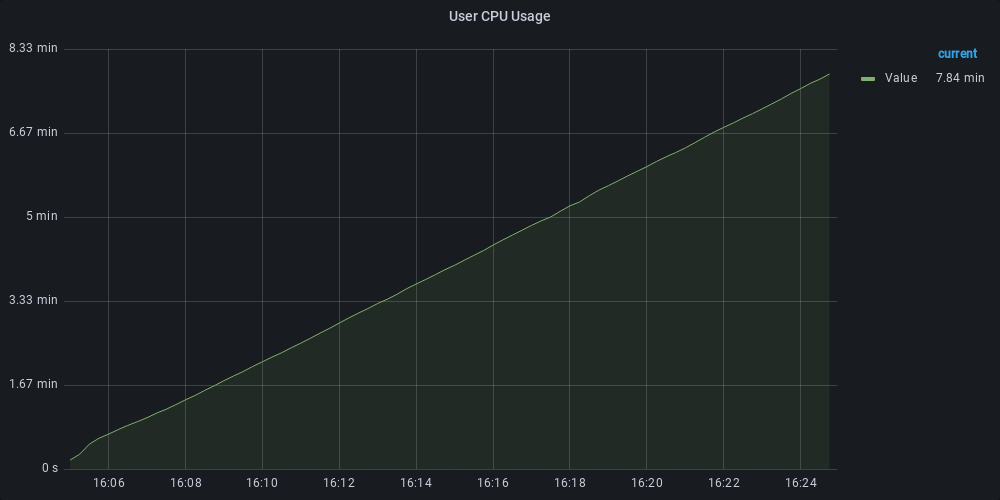 User CPU Usage
8.33 min
6.67 min
5 min
3.33 min
1.67 min
0 s
16:06 16:08 16:10 16:12 16:14 16:16 16:18 16:20 16:22 16:24
current
Value 7.84 min